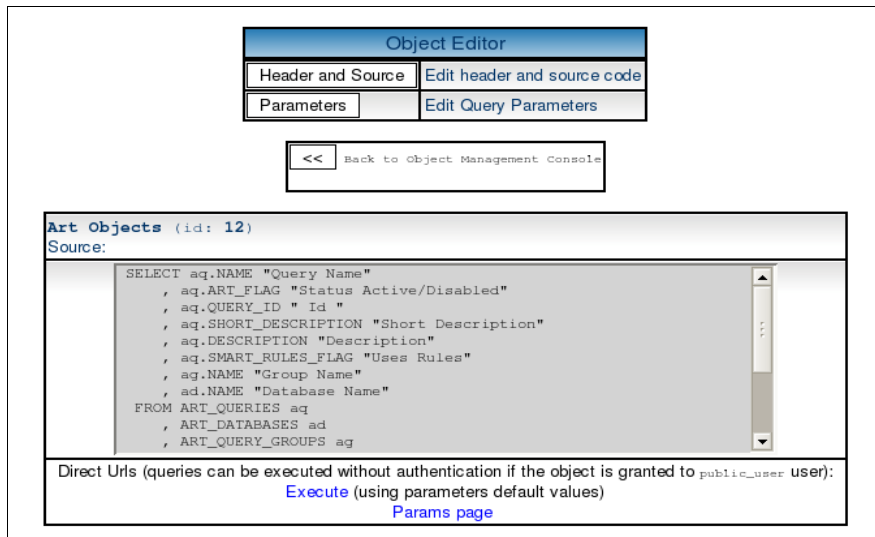 Object Editor
Header and Source Edit header and source code
Parameters Edit Query Parameters
<< Back to Object Management Console
Art Objects (id: 12)
Source:
SELECT aq.NAME "Query Name"
, aq.ART_FLAG "Status Active/Disabled"
, aq.QUERY_ID " Id "
, aq.SHORT_DESCRIPTION "Short Description"
, aq.DESCRIPTION "Description"
, aq.SMART_RULES_FLAG "Uses Rules"
, ag.NAME "Group Name"
, ad.NAME "Database Name"
FROM ART_QUERIES aq
, ART_DATABASES ad
, ART_QUERY_GROUPS ag
Direct Urls (queries can be executed without authentication if the object is granted to public_user user):
Execute (using parameters default values)
Params page